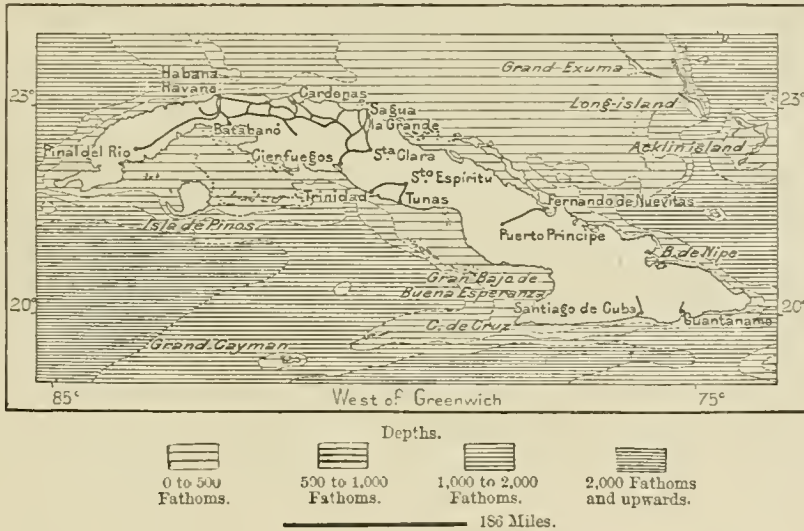 Habana
Havana
Cardenas
Grand Exuma
23°
23°
Sagua
la Grande
Long-island
Batabano
Acklin island
Pinal del Rio
Cienfuegos
Sta Clara
Sto Espiritu
Trinidad
Tunas
Fernando de Nuevitas
Isla de Pinos
Puerto Principe
B. de Nipe
Gran Bajo de
Buena Esperanza
20°
20°
Santiago de Cuba
Guantanamo
C. de Cruz
Grand Cayman
85°
West of Greenwich
75°
Depths.
0 to 500
Fathoms.
500 to 1,000
Fathoms.
1,000 to 2,000
Fathoms.
2,000 Fathoms
and upwards.
186 Miles.